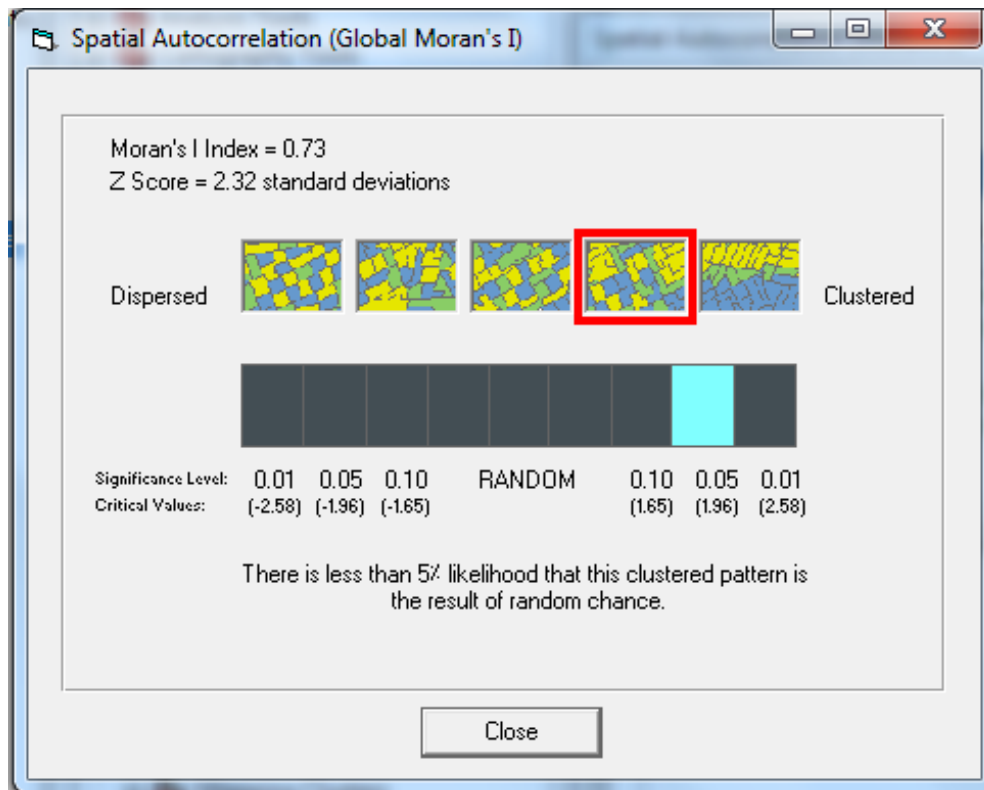 Spatial Autocorrelation (Global Moran's I)
Moran's I Index = 0.73
Z Score = 2.32 standard deviations
Dispersed
Clustered
Significance Level: 0.01 0.05 0.10 RANDOM 0.10 0.05 0.01
Critical Values: (-2.58) (-1.96) (-1.65) (1.65) (1.96) (2.58)
There is less than 5% likelihood that this clustered pattern is
the result of random chance.
Close